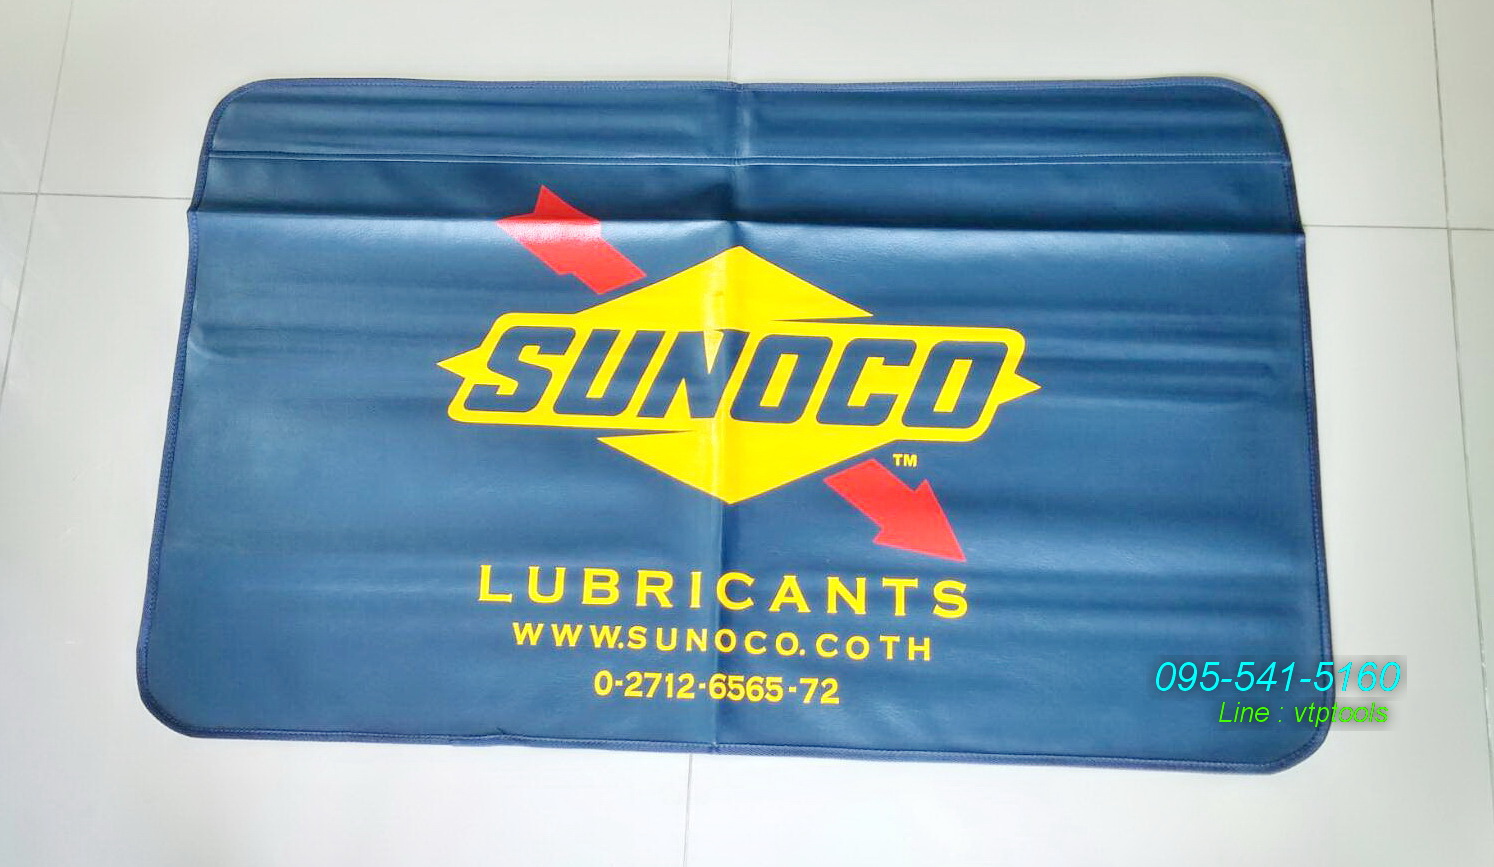 SUNOCO
TM
LUBRICANTS
WWW.SUNOCO.COTH
0-2712-6565-72
095-541-5160
Line : vtptools